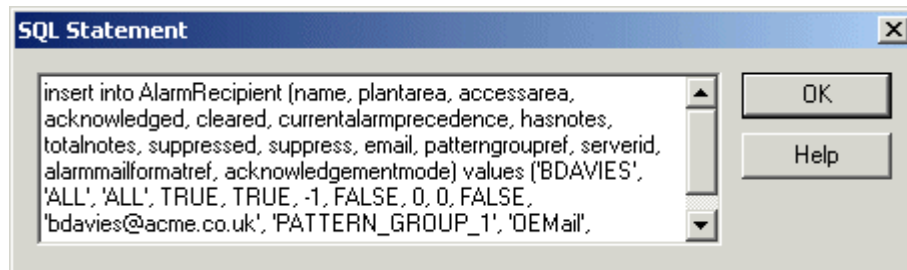 SQL Statement
insert into AlarmRecipient (name, plantarea, accessarea,
acknowledged, cleared, currentalarmprecedence, hasnotes,
totalnotes, suppressed, suppress, email, patterngroupref, serverid,
alarmmailformatref, acknowledgementmode) values ('BDAVIES',
'ALL', 'ALL', TRUE, TRUE, -1, FALSE, 0, 0, FALSE,
'bdavies@acme.co.uk', 'PATTERN_GROUP_1', 'OEMail',
OK
Help